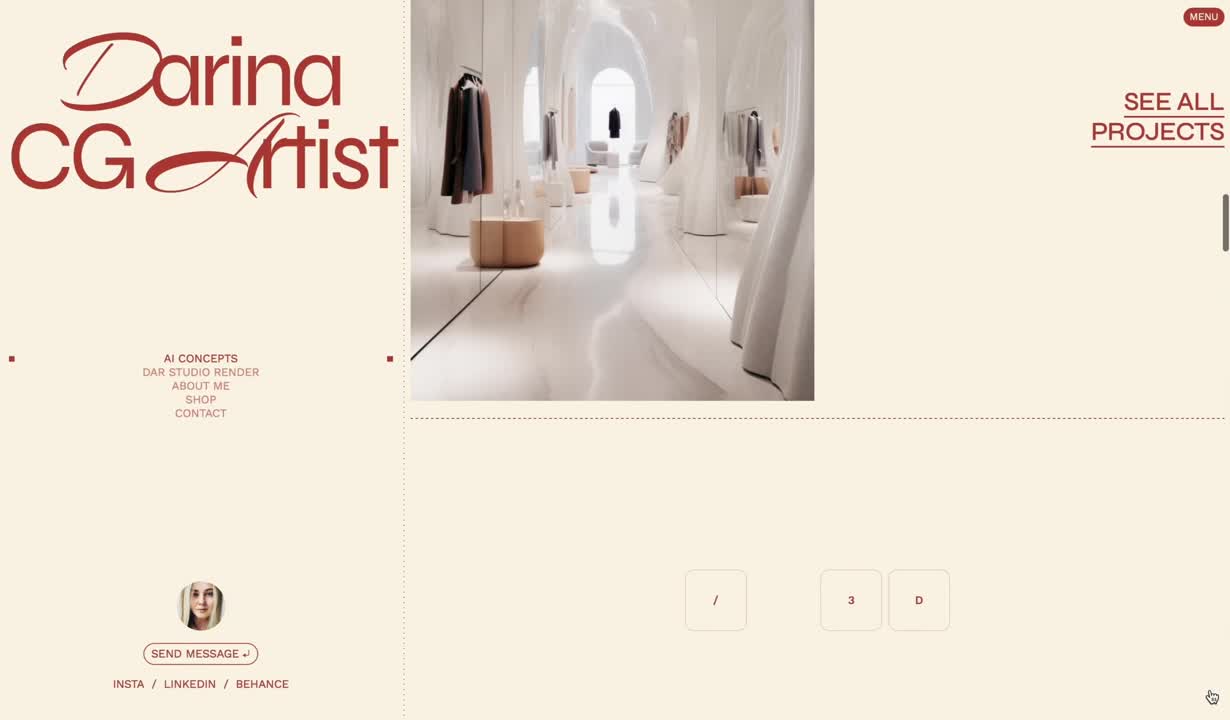 Darina
CG Artist
AI CONCEPTS
DAR STUDIO RENDER
ABOUT ME
SHOP
CONTACT
SEND MESSAGE ↲
INSTA / LINKEDIN / BEHANCE
MENU
SEE ALL
PROJECTS
/ 3 D